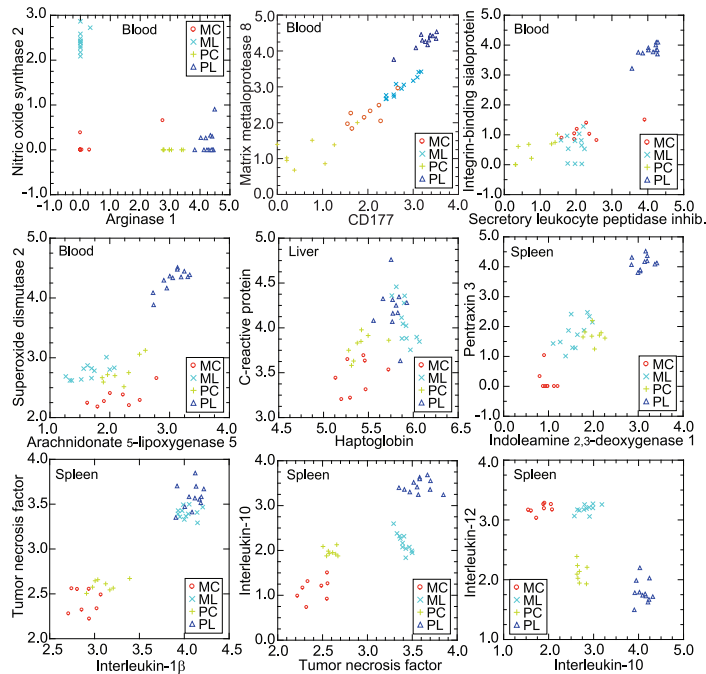 Nitric oxide synthase 2
Blood
3.0
2.0
1.0
0.0
-1.0
MC
ML
PC
PL
-1.0 0.0 1.0 2.0 3.0 4.0 5.0
Arginase 1
Matrix mettaloprotease 8
Blood
5.0
4.0
3.0
2.0
1.0
0.0
MC
ML
PC
PL
0.0 1.0 2.0 3.0 4.0
CD177
Integrin-binding sialoprotein
Blood
5.0
4.0
3.0
2.0
1.0
0.0
-1.0
MC
ML
PC
PL
0.0 1.0 2.0 3.0 4.0 5.0
Secretory leukocyte peptidase inhib.
Superoxide dismutase 2
Blood
5.0
4.0
3.0
2.0
MC
ML
PC
PL
1.0 2.0 3.0 4.0
Arachidonate 5-lipoxygenase 5
C-reactive protein
Liver
5.0
4.5
4.0
3.5
3.0
MC
ML
PC
PL
4.5 5.0 5.5 6.0 6.5
Haptoglobin
Pentraxin 3
Spleen
5.0
4.0
3.0
2.0
1.0
0.0
-1.0
MC
ML
PC
PL
0.0 1.0 2.0 3.0 4.0
Indoleamine 2,3-deoxygenase 1
Tumor necrosis factor
Spleen
4.0
3.5
3.0
2.5
2.0
MC
ML
PC
PL
2.5 3.0 3.5 4.0 4.5
Interleukin-1β
Interleukin-10
Spleen
4.0
3.0
2.0
1.0
0.0
MC
ML
PC
PL
2.0 2.5 3.0 3.5 4.0
Tumor necrosis factor
Interleukin-12
Spleen
4.0
3.0
2.0
1.0
MC
ML
PC
PL
1.0 2.0 3.0 4.0 5.0
Interleukin-10